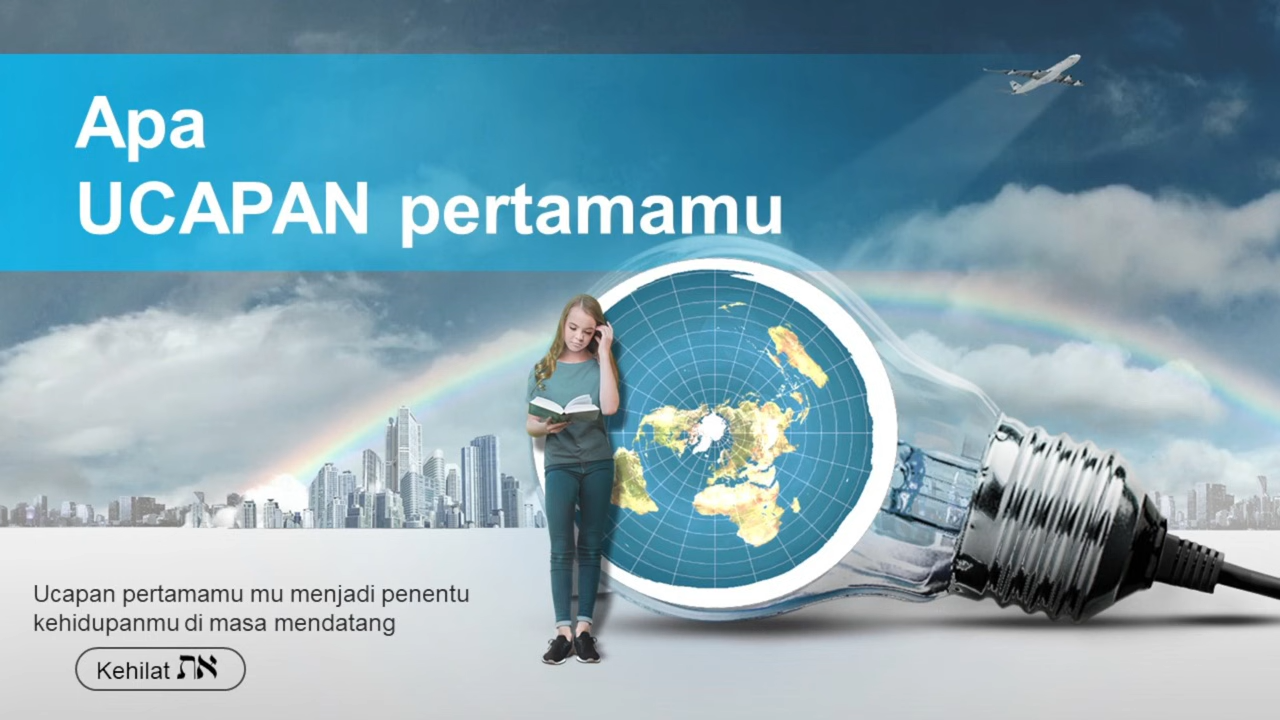 Apa
UCAPAN pertamamu
Ucapan pertamamu mu menjadi penentu
kehidupanmu di masa mendatang
Kehilat את